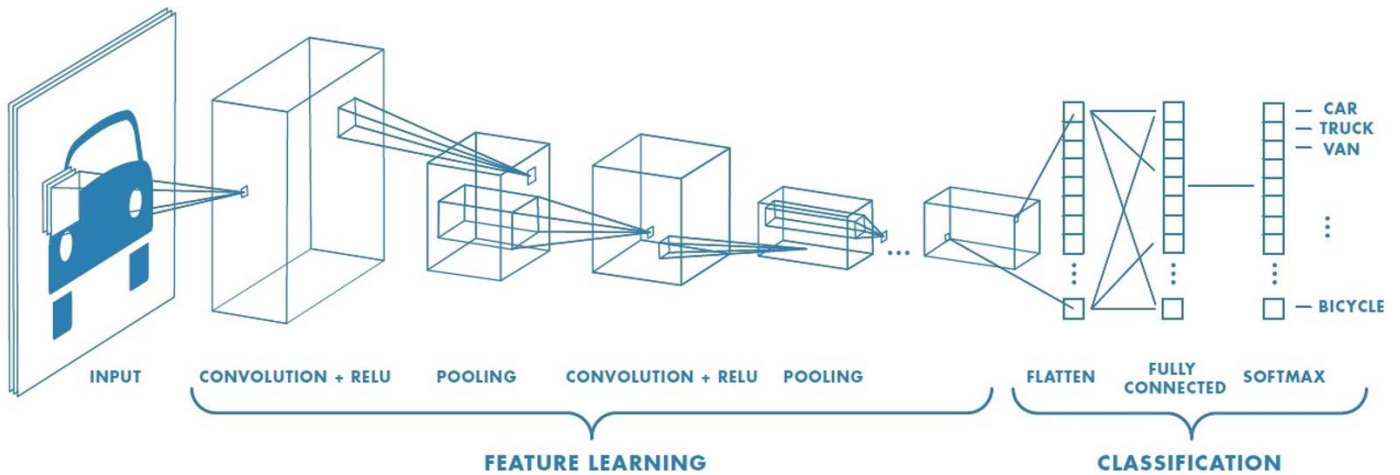 CAR
TRUCK
VAN
BICYCLE
INPUT
CONVOLUTION + RELU
POOLING
CONVOLUTION + RELU
POOLING
FLATTEN
FULLY
CONNECTED
SOFTMAX
FEATURE LEARNING
CLASSIFICATION